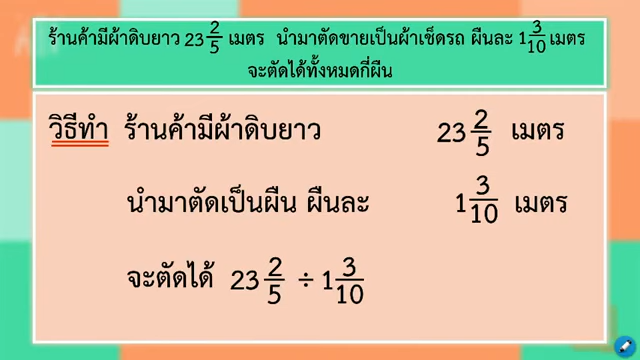 ร้านค้ามีผ้าดิบยาว 23 2/5 เมตร นำมาตัดขายเป็นผ้าเช็ดรถ ผืนละ 1 3/10 เมตร
จะตัดได้ทั้งหมดกี่ผืน
วิธีทำ ร้านค้ามีผ้าดิบยาว 23 2/5 เมตร
นำมาตัดเป็นผืน ผืนละ 1 3/10 เมตร
จะตัดได้ 23 2/5 ÷ 1 3/10